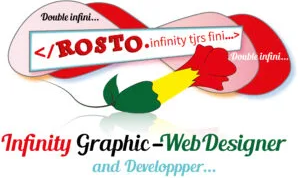 Double infini...
</ROSTO.infinity tjrs fini...>
Double infini...
Infinity Graphic-WebDesigner
and Developpper...